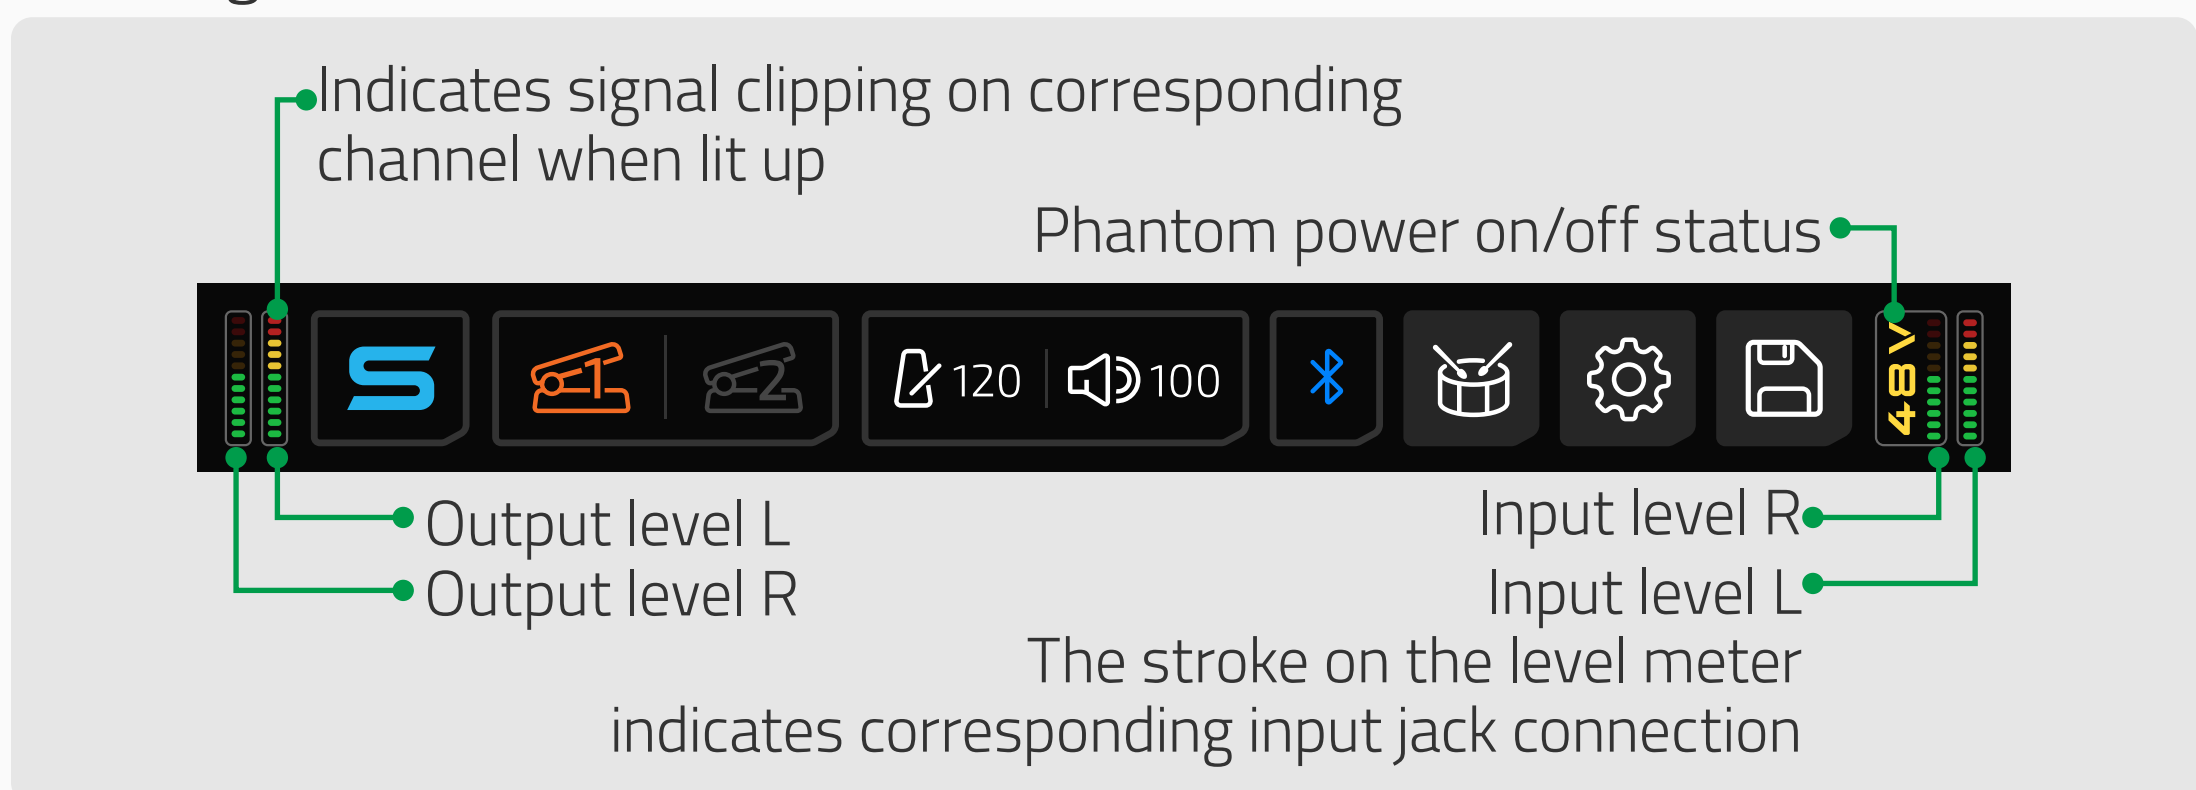 Indicates signal clipping on corresponding
channel when lit up
Phantom power on/off status
1
2
120
100
48V
Output level L
Output level R
Input level R
Input level L
The stroke on the level meter
indicates corresponding input jack connection